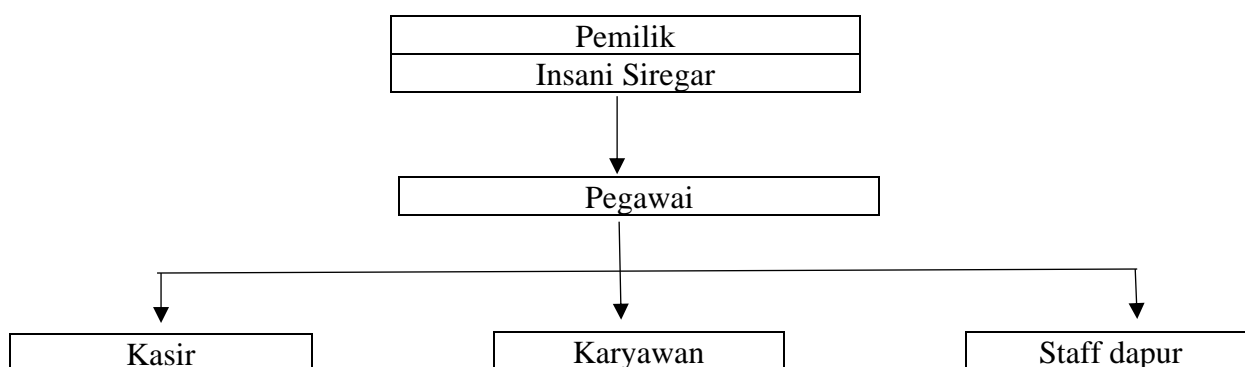 Pemilik
Insani Siregar
Pegawai
Kasir
Karyawan
Staff dapur